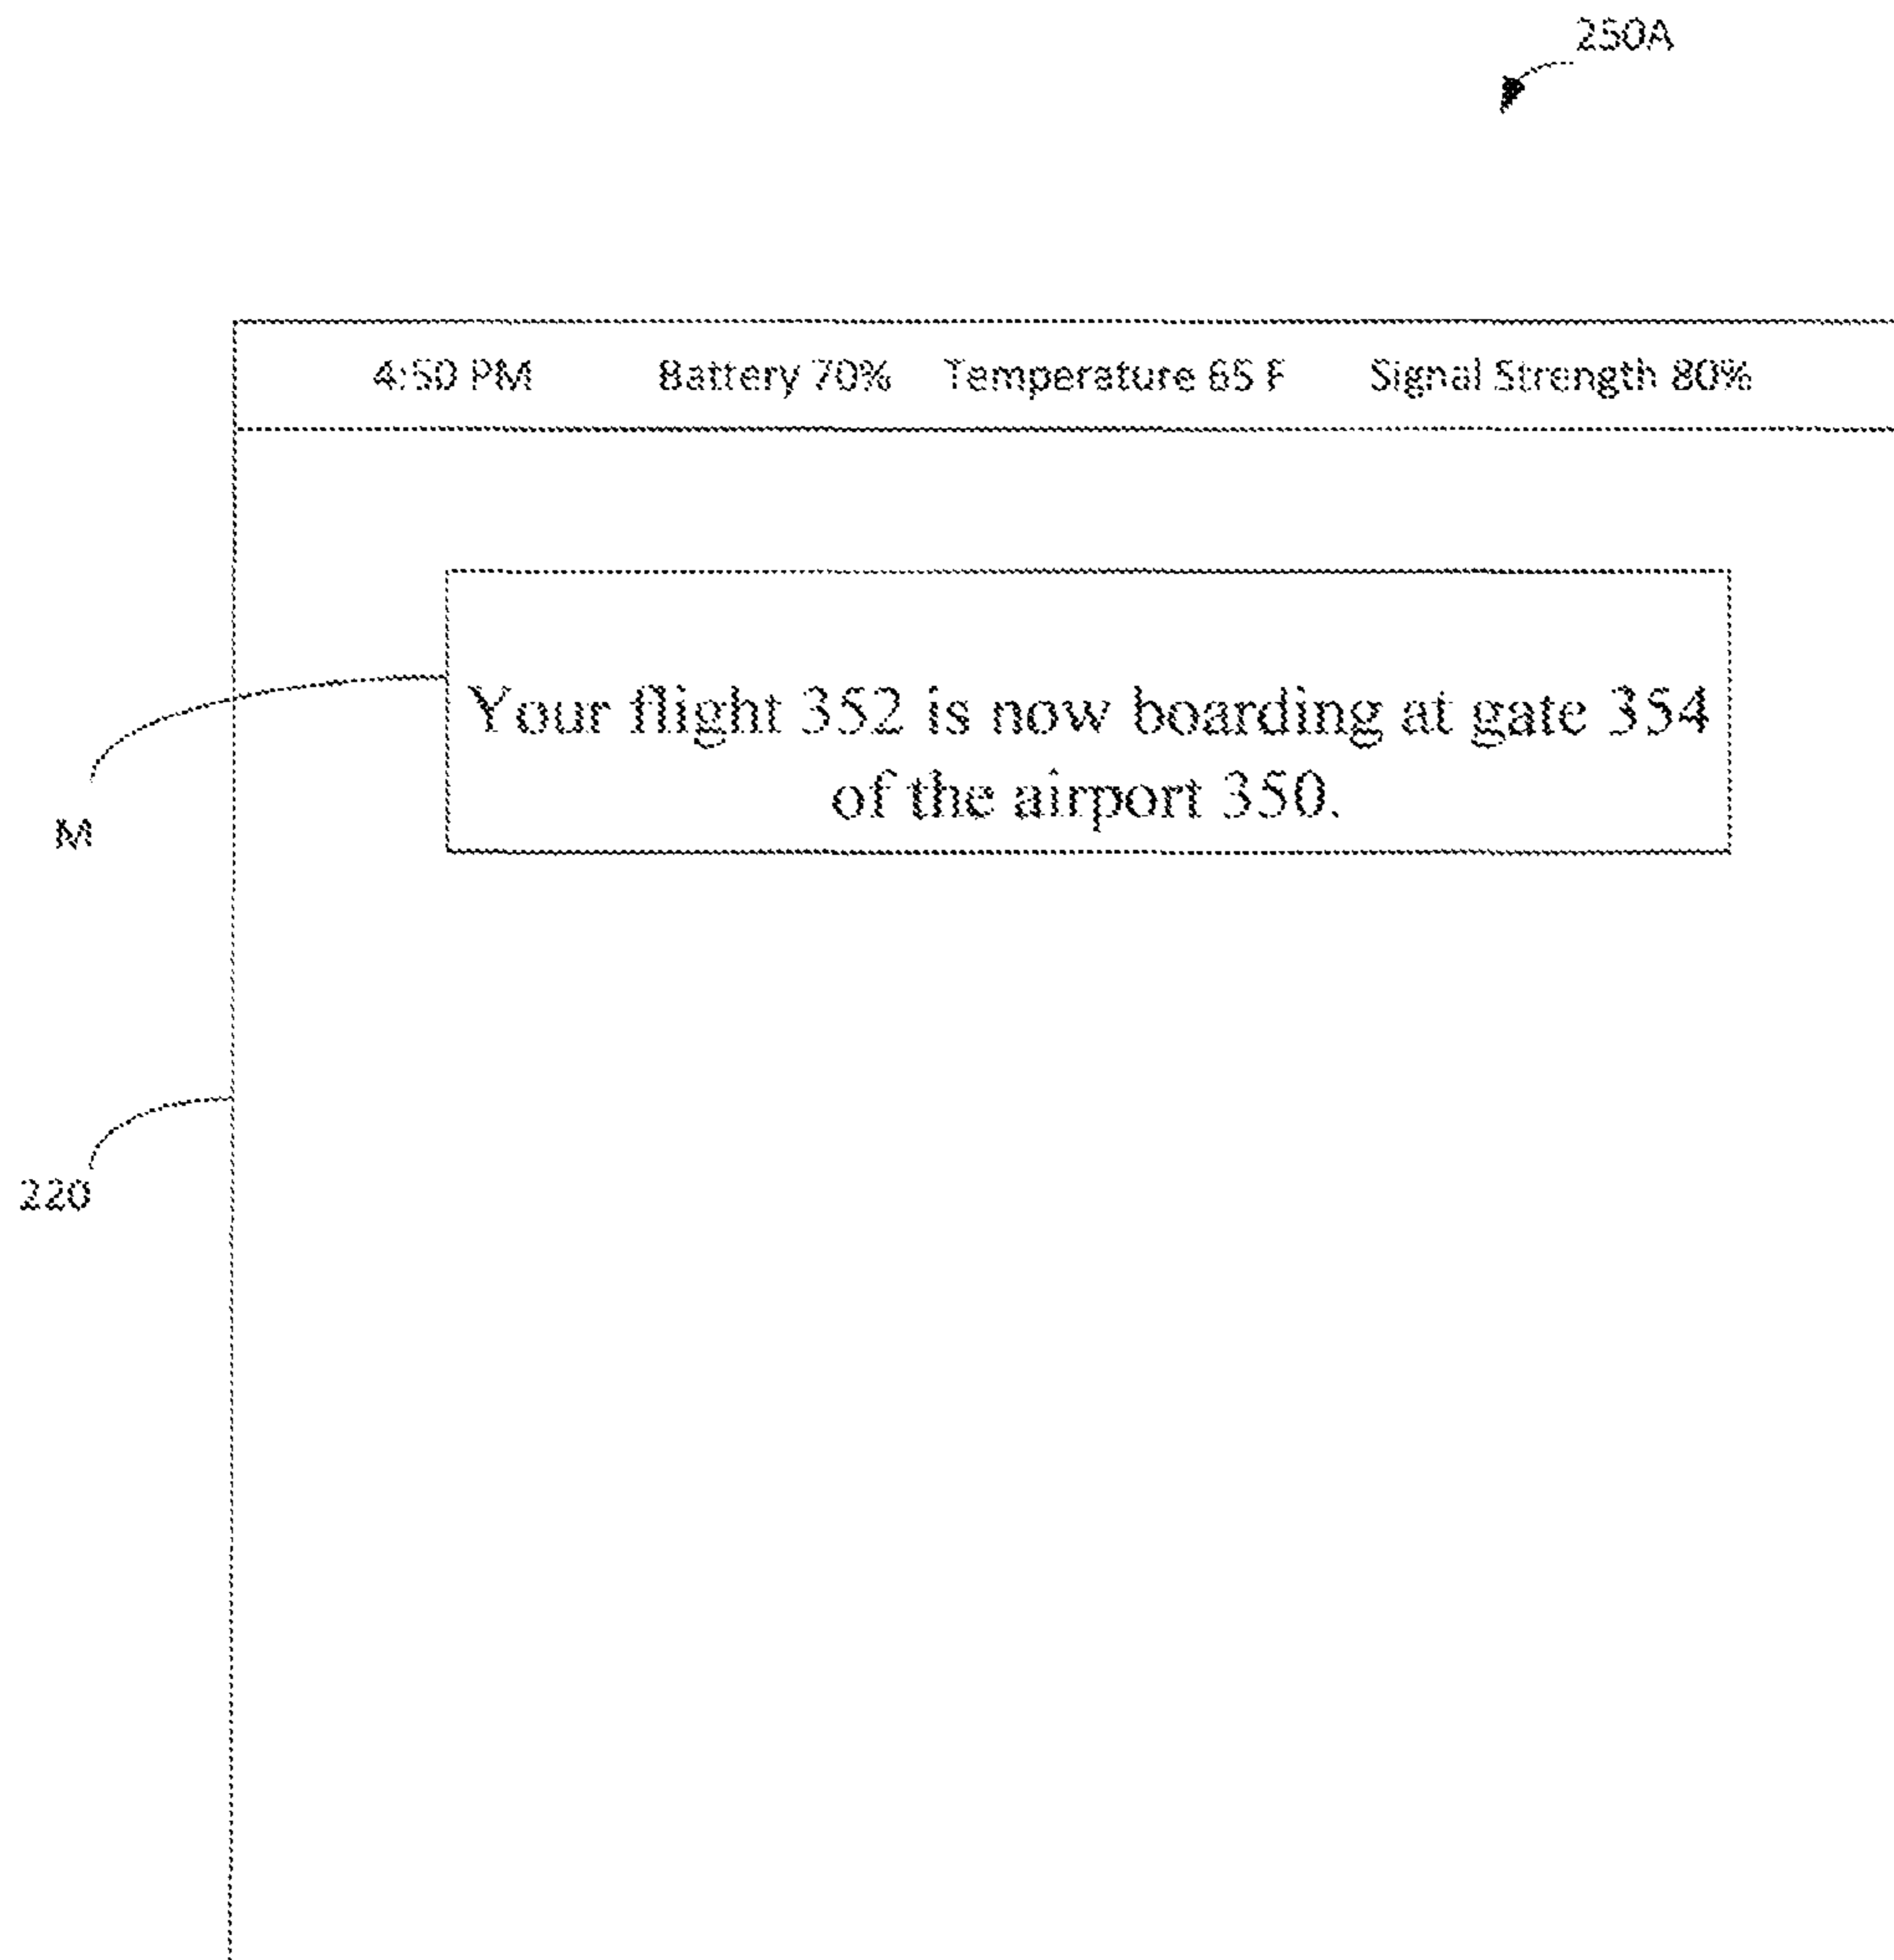 250A
4:50 PM Battery 70% Temperature 65 F Signal Strength 80%
Your flight 352 is now boarding at gate 354
of the airport 350.
M
220